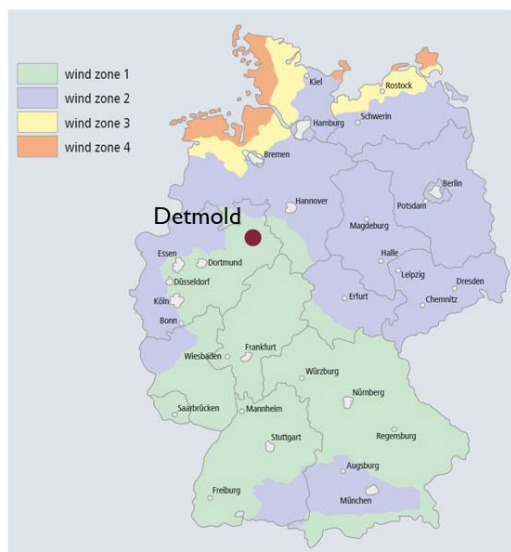 wind zone 1
wind zone 2
wind zone 3
wind zone 4
Kiel
Rostock
Schwerin
Hamburg
Bremen
Berlin
Potsdam
Hannover
Detmold
Magdeburg
Halle
Leipzig
Dresden
Chemnitz
Erfurt
Essen
Dortmund
Düsseldorf
Köln
Bonn
Frankfurt
Wiesbaden
Würzburg
Nürnberg
Saarbrücken
Mannheim
Regensburg
Stuttgart
Augsburg
München
Freiburg